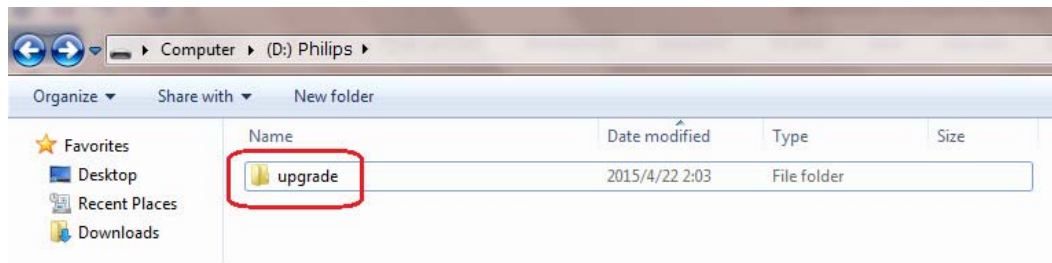 Computer (D:) Philips
Organize Share with New folder
Favorites
Desktop
Recent Places
Downloads
Name Date modified Type Size
upgrade 2015/4/22 2:03 File folder